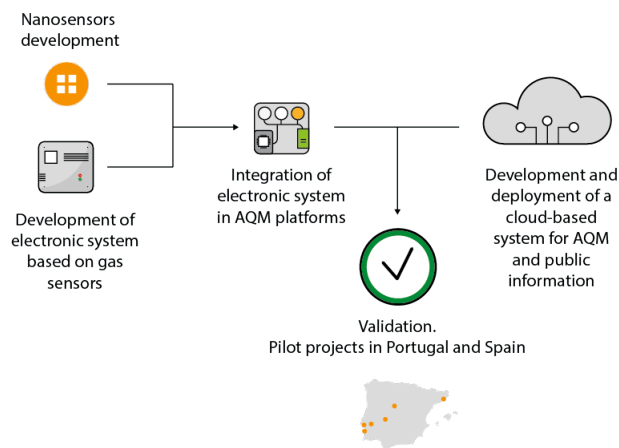 Nanosensors
development
Development of
electronic system
based on gas
sensors
Integration of
electronic system
in AQM platforms
Development and
deployment of a
cloud-based
system for AQM
and public
information
Validation.
Pilot projects in Portugal and Spain